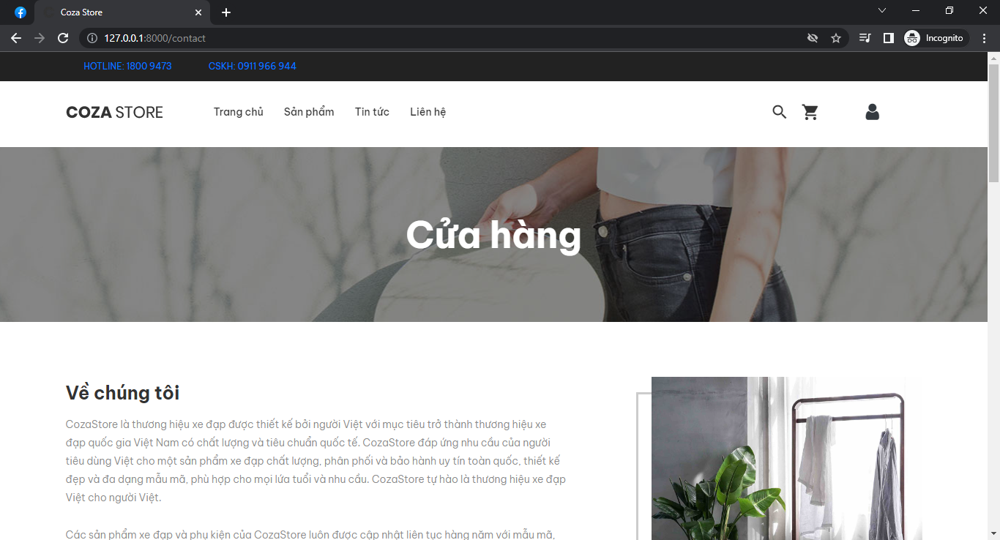 Coza Store
127.0.0.1:8000/contact
Incognito
HOTLINE: 1800 9473 CSKH: 0911 966 944
COZA STORE Trang chủ Sản phẩm Tin tức Liên hệ
Cửa hàng
Về chúng tôi
CozaStore là thương hiệu xe đạp được thiết kế bởi người Việt với mục tiêu trở thành thương hiệu xe
đạp quốc gia Việt Nam có chất lượng và tiêu chuẩn quốc tế. CozaStore đáp ứng nhu cầu của người
tiêu dùng Việt cho một sản phẩm xe đạp chất lượng, phân phối và bảo hành uy tín toàn quốc, thiết kế
đẹp và đa dạng mẫu mã, phù hợp cho mọi lứa tuổi và nhu cầu. CozaStore tự hào là thương hiệu xe đạp
Việt cho người Việt.
Các sản phẩm xe đạp và phụ kiện của CozaStore luôn được cập nhật liên tục hàng năm với mẫu mã,